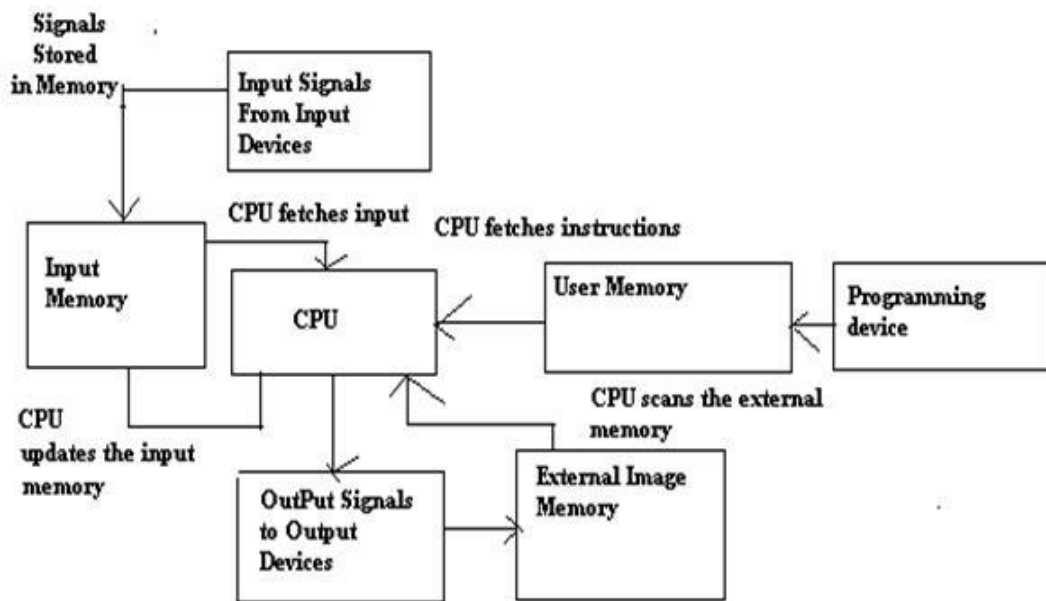 Signals
Stored
in Memory
Input Signals
From Input
Devices
CPU fetches input
CPU fetches instructions
Input
Memory
CPU
User Memory
Programming
device
CPU
updates the input
memory
CPU scans the external
memory
OutPut Signals
to Output
Devices
External Image
Memory